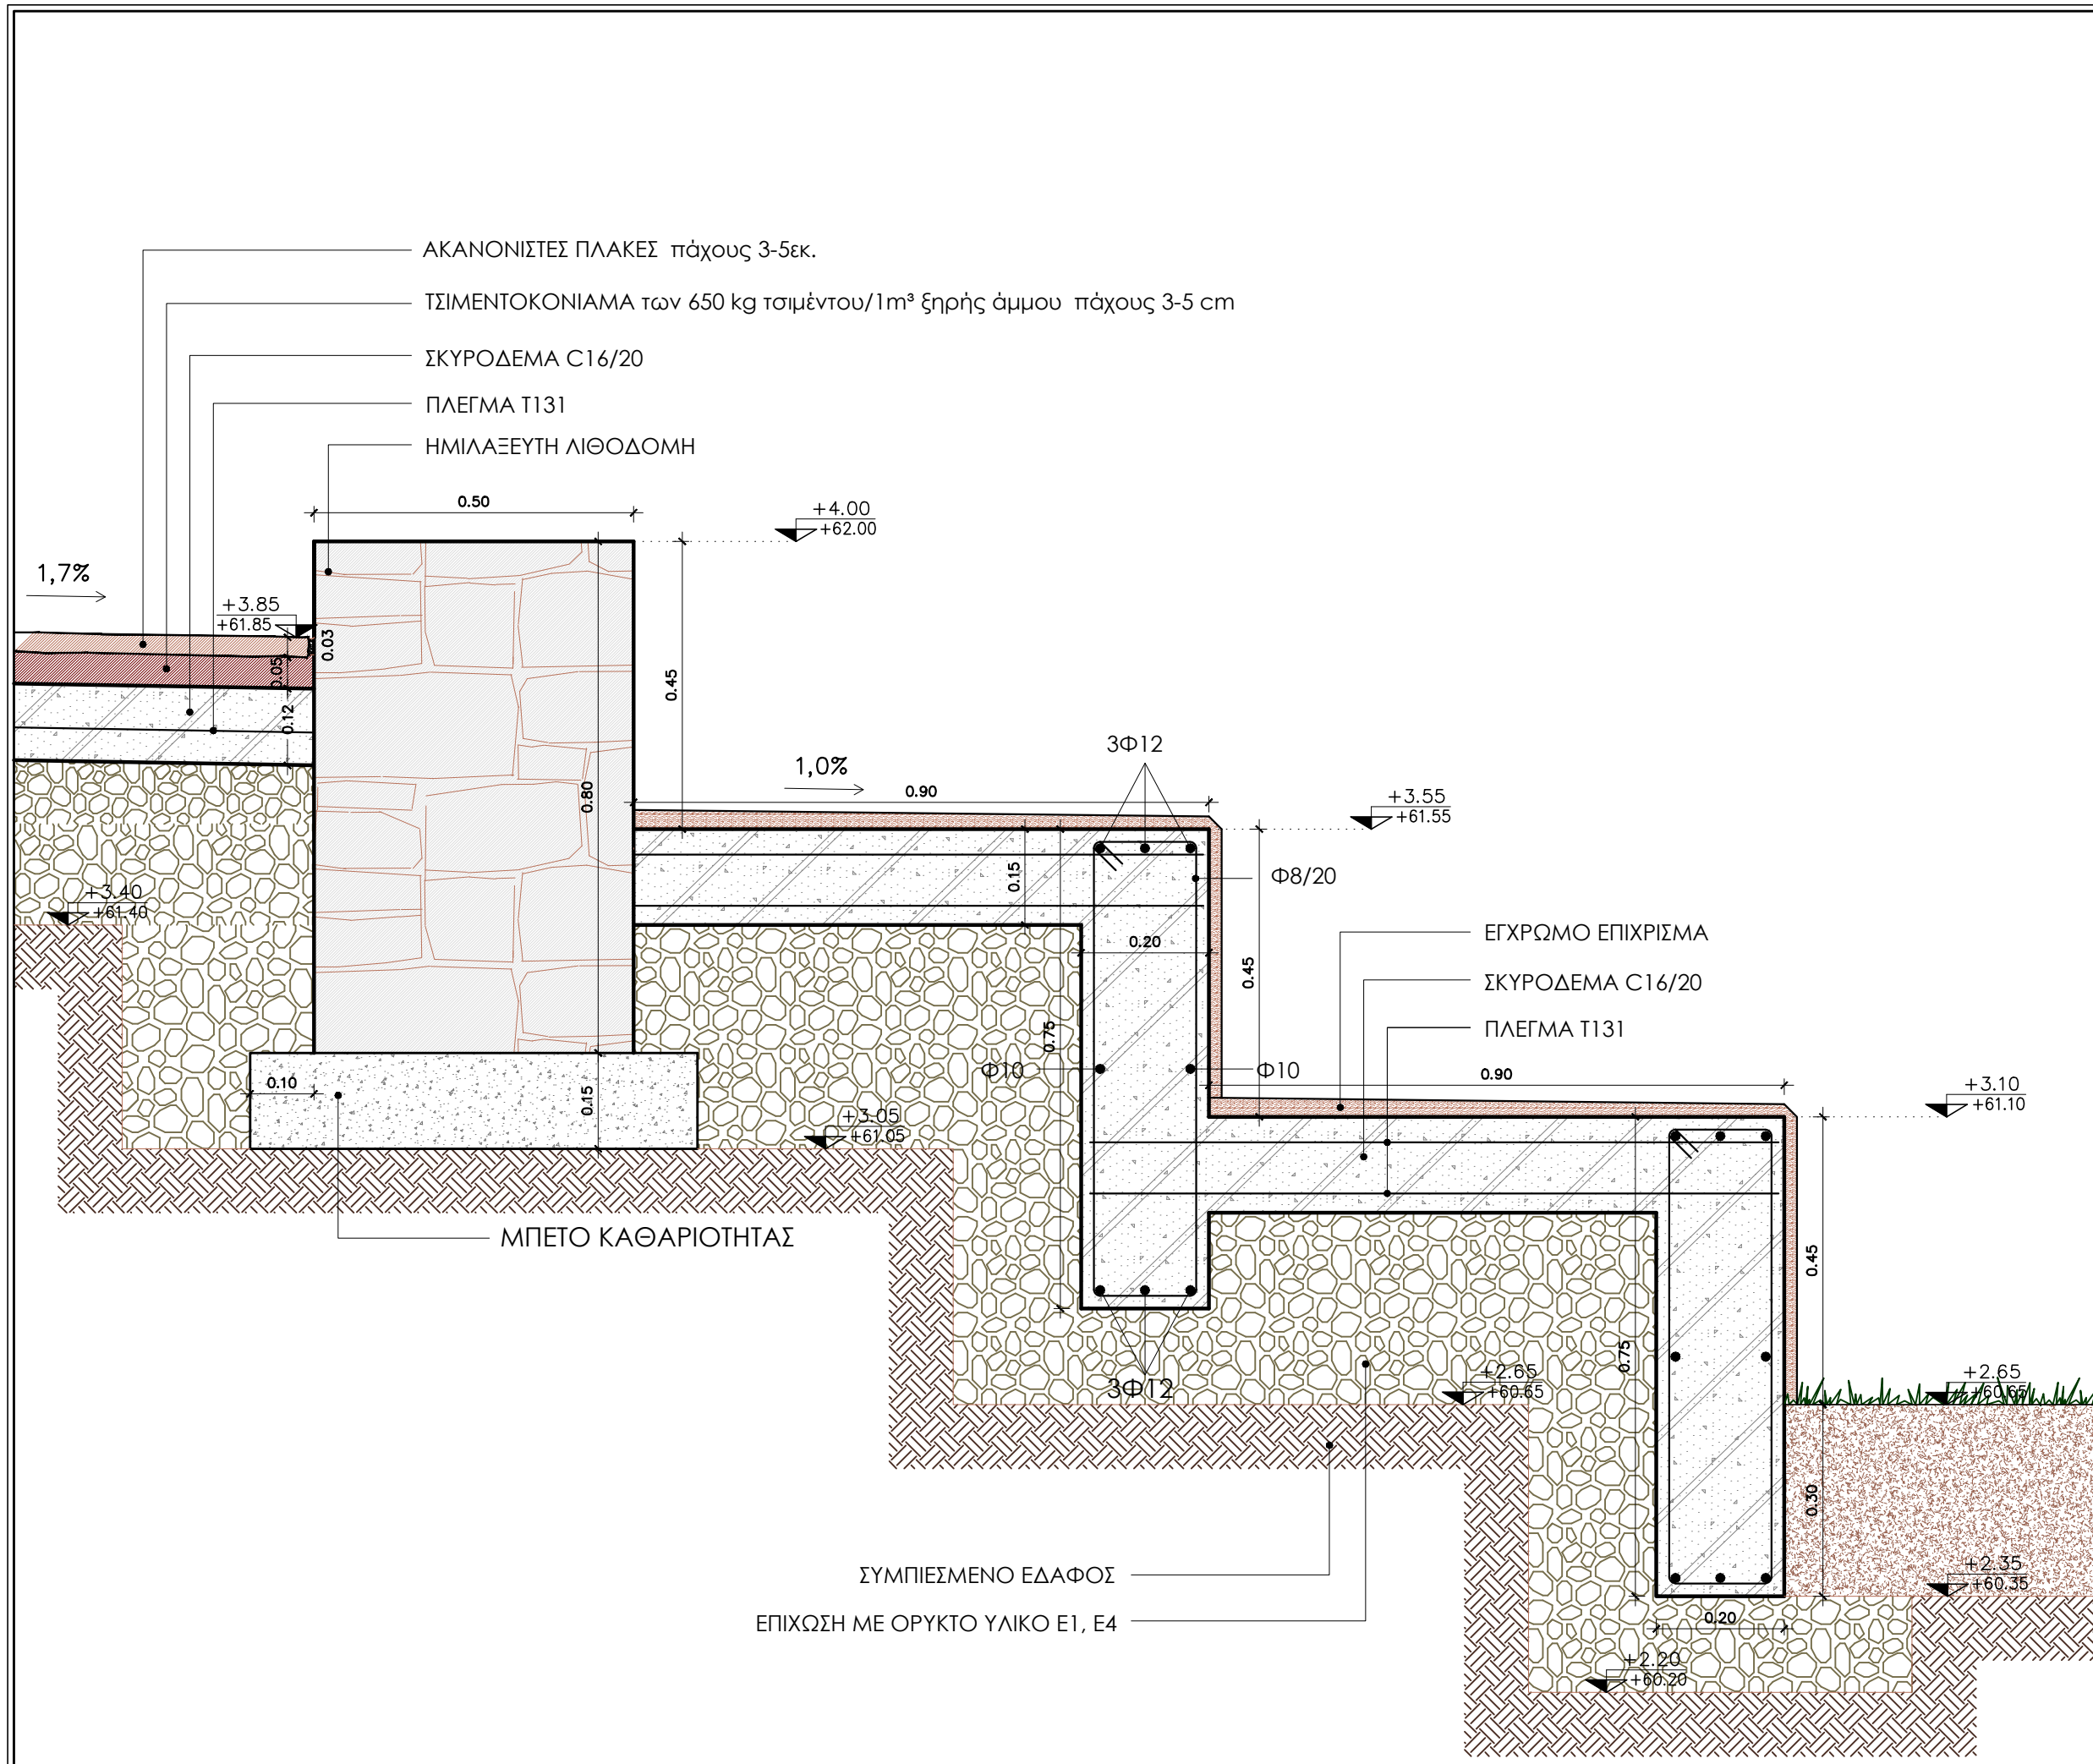 ΑΚΑΝΟΝΙΣΤΕΣ ΠΛΑΚΕΣ πάχους 3-5εκ.
ΤΣΙΜΕΝΤΟΚΟΝΙΑΜΑ των 650 kg τσιμέντου/1m³ ξηρής άμμου πάχους 3-5 cm
ΣΚΥΡΟΔΕΜΑ C16/20
ΠΛΕΓΜΑ T131
ΗΜΙΛΑΞΕΥΤΗ ΛΙΘΟΔΟΜΗ
0.50
+4.00
+62.00
1,7%
+3.85
+61.85
0.03
0.05
0.12
0.45
0.80
3Φ12
1,0%
0.90
+3.55
+61.55
0.15
Φ8/20
+3.40
+61.40
0.20
ΕΓΧΡΩΜΟ ΕΠΙΧΡΙΣΜΑ
ΣΚΥΡΟΔΕΜΑ C16/20
ΠΛΕΓΜΑ T131
0.45
0.75
Φ10
Φ10
0.90
0.10
0.15
+3.10
+61.10
+3.05
+61.05
ΜΠΕΤΟ ΚΑΘΑΡΙΟΤΗΤΑΣ
0.45
0.75
3Φ12
+2.65
+60.65
+2.65
+60.65
0.30
ΣΥΜΠΙΕΣΜΕΝΟ ΕΔΑΦΟΣ
+2.35
+60.35
ΕΠΙΧΩΣΗ ΜΕ ΟΡΥΚΤΟ ΥΛΙΚΟ Ε1, Ε4
0.20
+2.20
+60.20